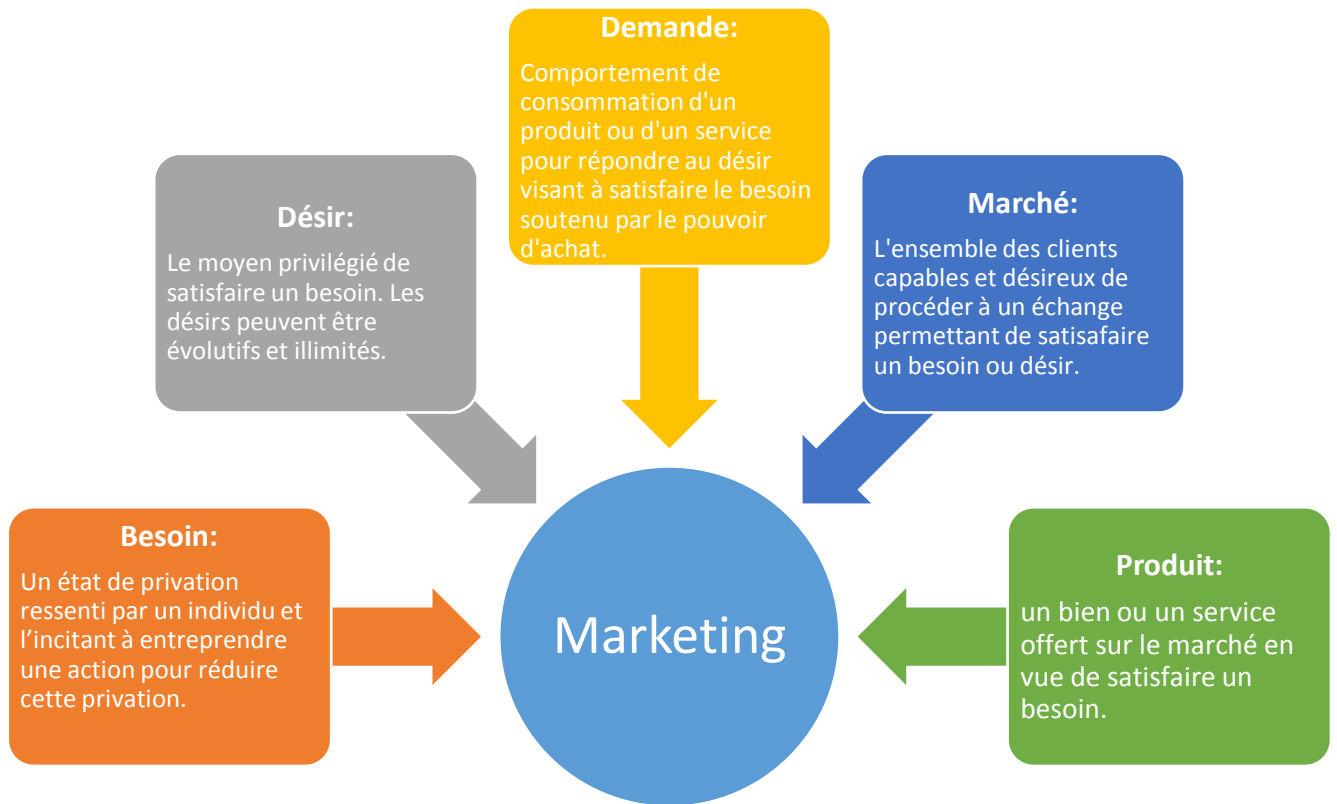 Demande:
Comportement de
consommation d'un
produit ou d'un service
pour répondre au désir
visant à satisfaire le besoin
soutenu par le pouvoir
d'achat.
Désir:
Le moyen privilégié de
satisfaire un besoin. Les
désirs peuvent être
évolutifs et illimités.
Marché:
L'ensemble des clients
capables et désireux de
procéder à un échange
permettant de satisafaire
un besoin ou désir.
Besoin:
Un état de privation
ressenti par un individu et
l’incitant à entreprendre
une action pour réduire
cette privation.
Marketing
Produit:
un bien ou un service
offert sur le marché en
vue de satisfaire un
besoin.